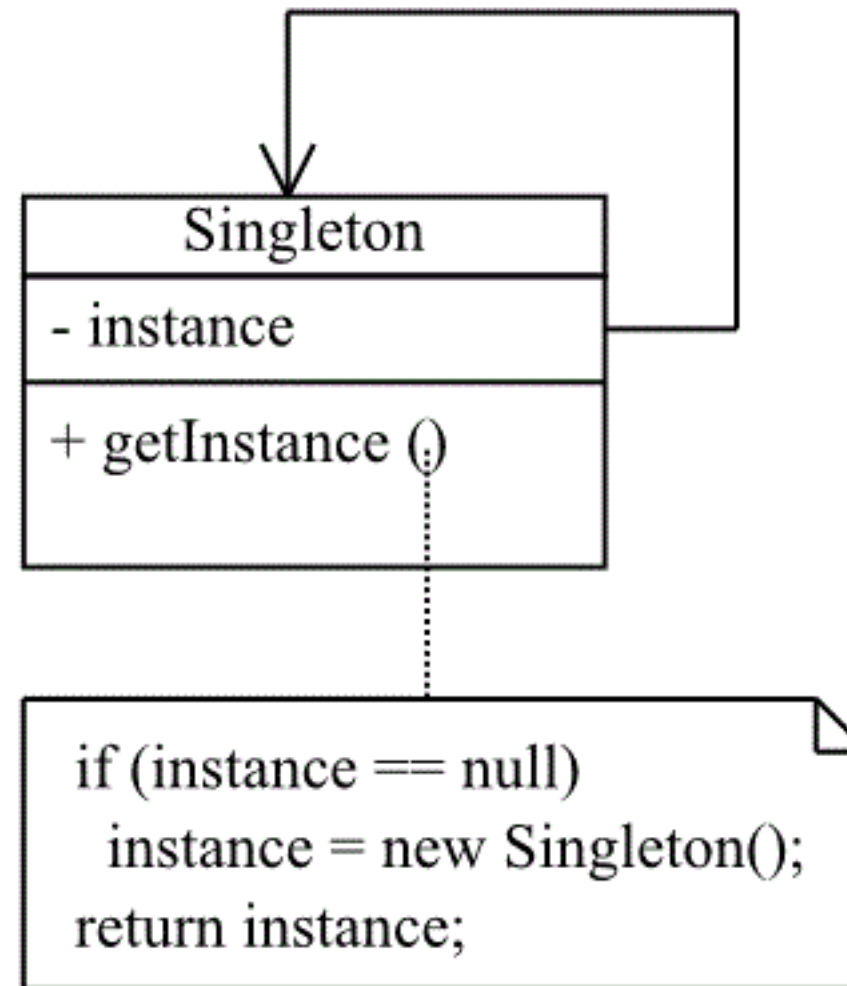 Singleton
- instance
+ getInstance ()
if (instance == null)
instance = new Singleton();
return instance;